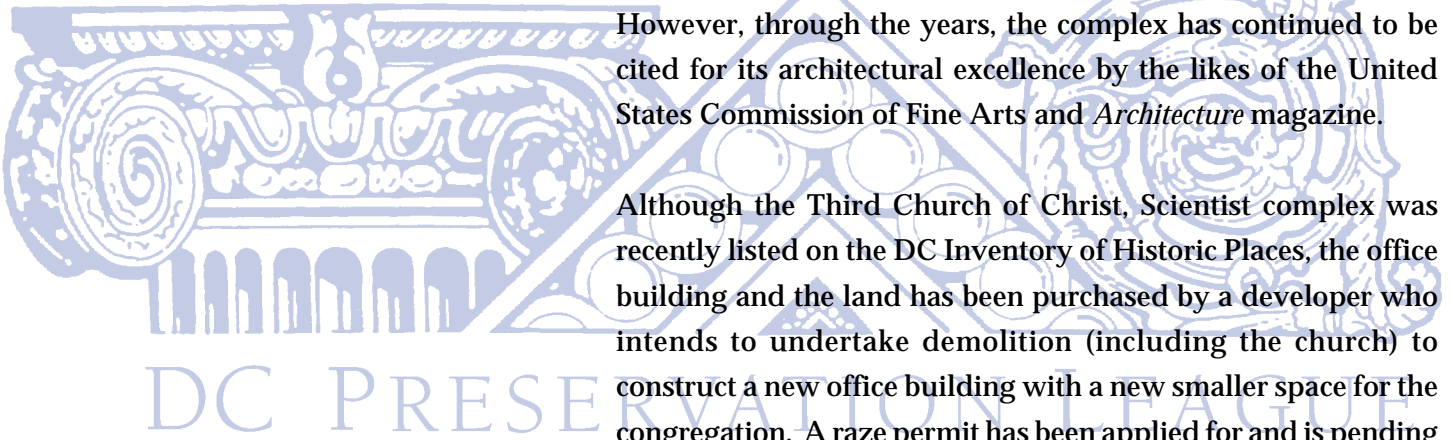 However, through the years, the complex has continued to be
cited for its architectural excellence by the likes of the United
States Commission of Fine Arts and Architecture magazine.
Although the Third Church of Christ, Scientist complex was
recently listed on the DC Inventory of Historic Places, the office
building and the land has been purchased by a developer who
intends to undertake demolition (including the church) to
construct a new office building with a new smaller space for the
congregation. A raze permit has been applied for and is pending
DC PRESERVATION LEAGUE